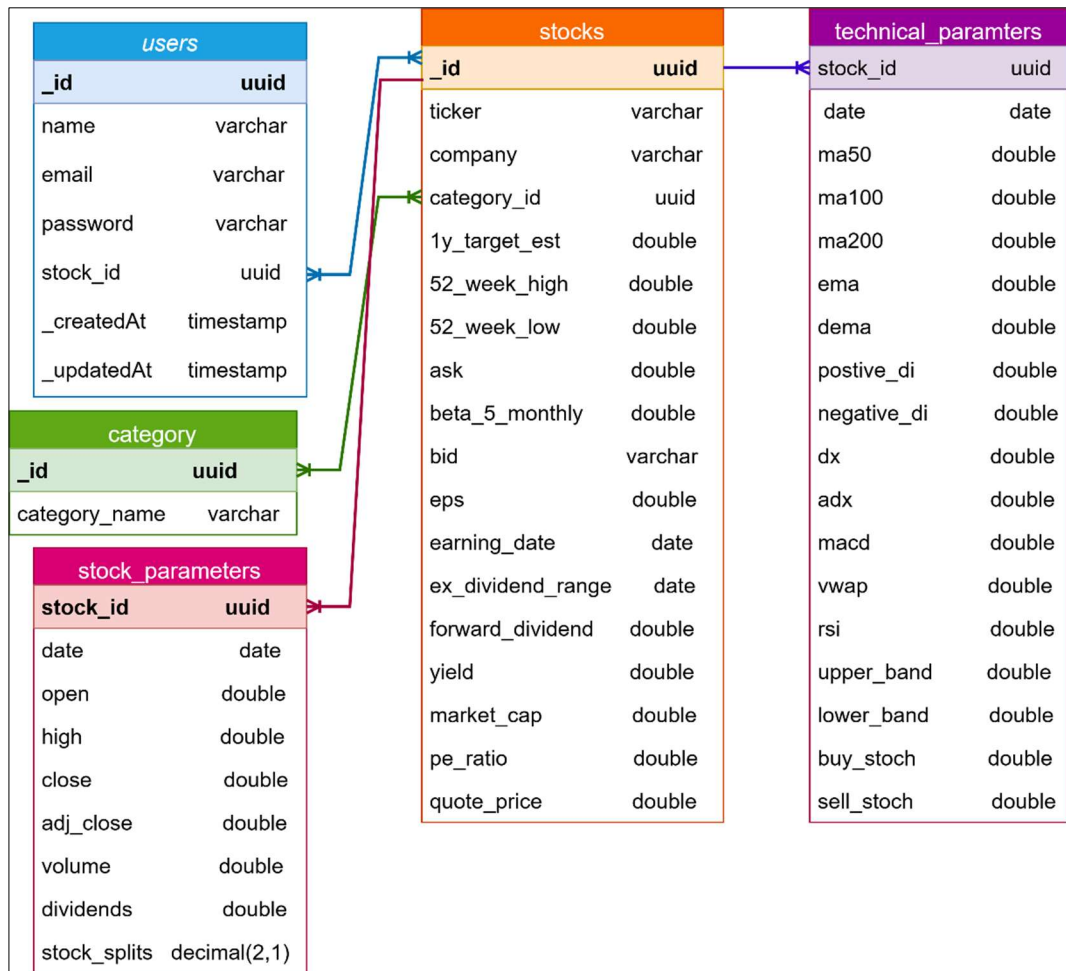 users
_id uuid
name varchar
email varchar
password varchar
stock_id uuid
_createdAt timestamp
_updatedAt timestamp
category
_id uuid
category_name varchar
stock_parameters
stock_id uuid
date date
open double
high double
close double
adj_close double
volume double
dividends double
stock_splits decimal(2,1)
stocks
_id uuid
ticker varchar
company varchar
category_id uuid
1y_target_est double
52_week_high double
52_week_low double
ask double
beta_5_monthly double
bid varchar
eps double
earning_date date
ex_dividend_range date
forward_dividend double
yield double
market_cap double
pe_ratio double
quote_price double
technical_paramters
stock_id uuid
date date
ma50 double
ma100 double
ma200 double
ema double
dema double
postive_di double
negative_di double
dx double
adx double
macd double
vwap double
rsi double
upper_band double
lower_band double
buy_stoch double
sell_stoch double